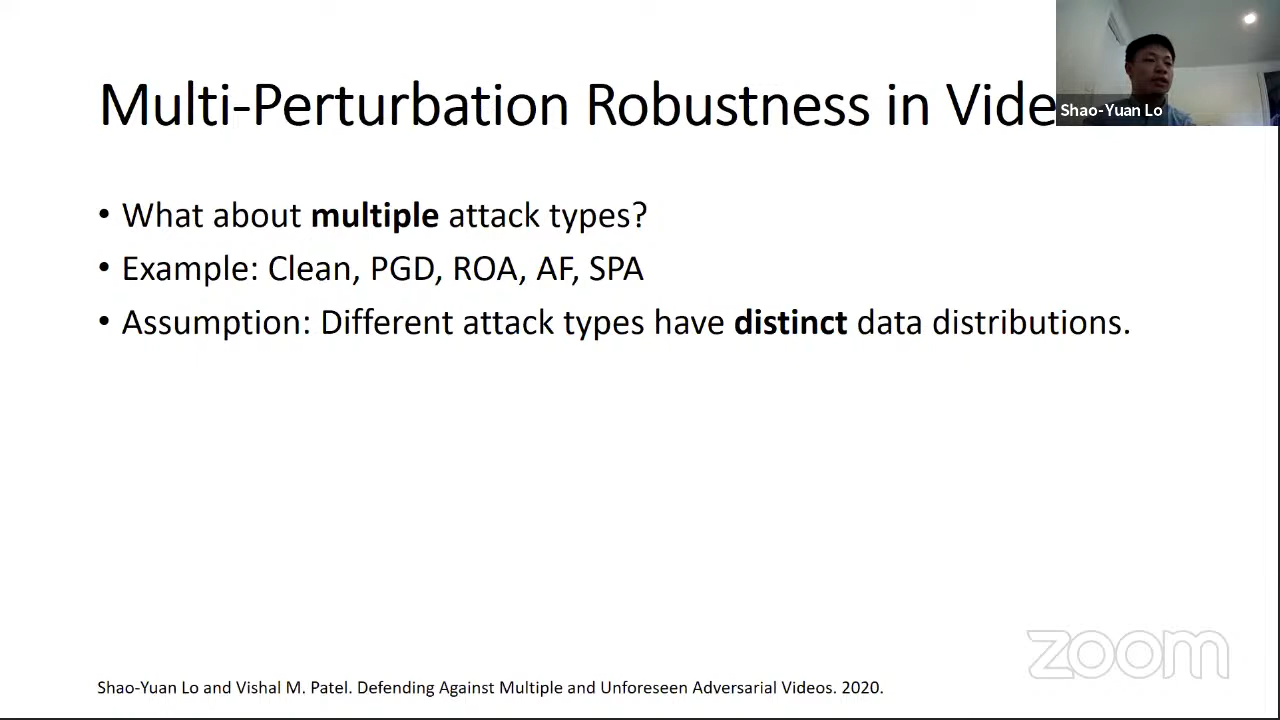 Multi-Perturbation Robustness in Vide
Shao-Yuan Lo
• What about multiple attack types?
• Example: Clean, PGD, ROA, AF, SPA
• Assumption: Different attack types have distinct data distributions.
zoom
Shao-Yuan Lo and Vishal M. Patel. Defending Against Multiple and Unforeseen Adversarial Videos. 2020.